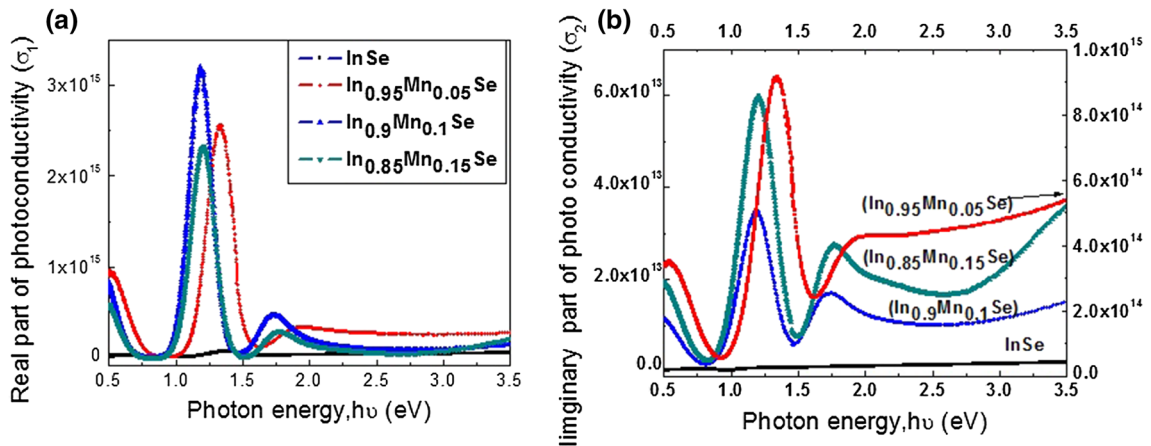 (a)
Real part of photoconductivity (σ1)
3x10^15
2x10^15
1x10^15
0
0.5 1.0 1.5 2.0 2.5 3.0 3.5
Photon energy,hυ (eV)
InSe
In0.95Mn0.05Se
In0.9Mn0.1Se
In0.85Mn0.15Se
(b)
Iimginary part of photo conductivity (σ2)
0.5 1.0 1.5 2.0 2.5 3.0 3.5
6.0x10^13
4.0x10^13
2.0x10^13
0.0
1.0x10^15
8.0x10^14
6.0x10^14
4.0x10^14
2.0x10^14
0.0
(In0.95Mn0.05Se)
(In0.85Mn0.15Se)
(In0.9Mn0.1Se)
InSe
0.5 1.0 1.5 2.0 2.5 3.0 3.5
Photon energy,hυ (eV)